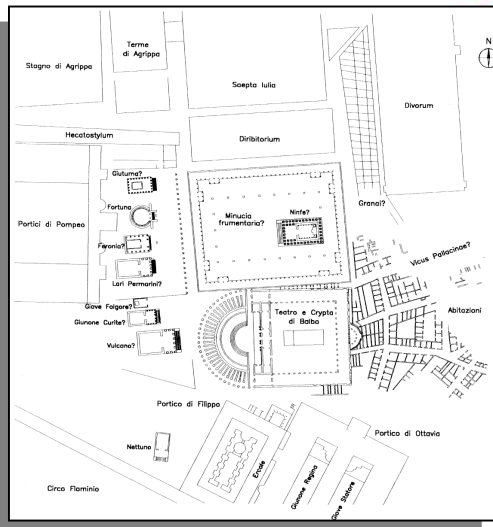 N
Terme
di Agrippa
Stagno di Agrippa
Saepta Iulia
Divorum
Hecatostylum
Diribitorium
Giuturna?
Fortuna
Feronia?
Lari Permarini?
Portici di Pompeo
Minucia
frumentaria?
Ninfe?
Granai?
Vicus Pallacinae?
Abitazioni
Giove Folgore?
Giunone Curite?
Vulcano?
Teatro e Crypta
di Balbo
Portico di Filippo
Portico di Ottavia
Nettuno
Ercole
Giunone Regina
Giove Statore
Circo Flaminio